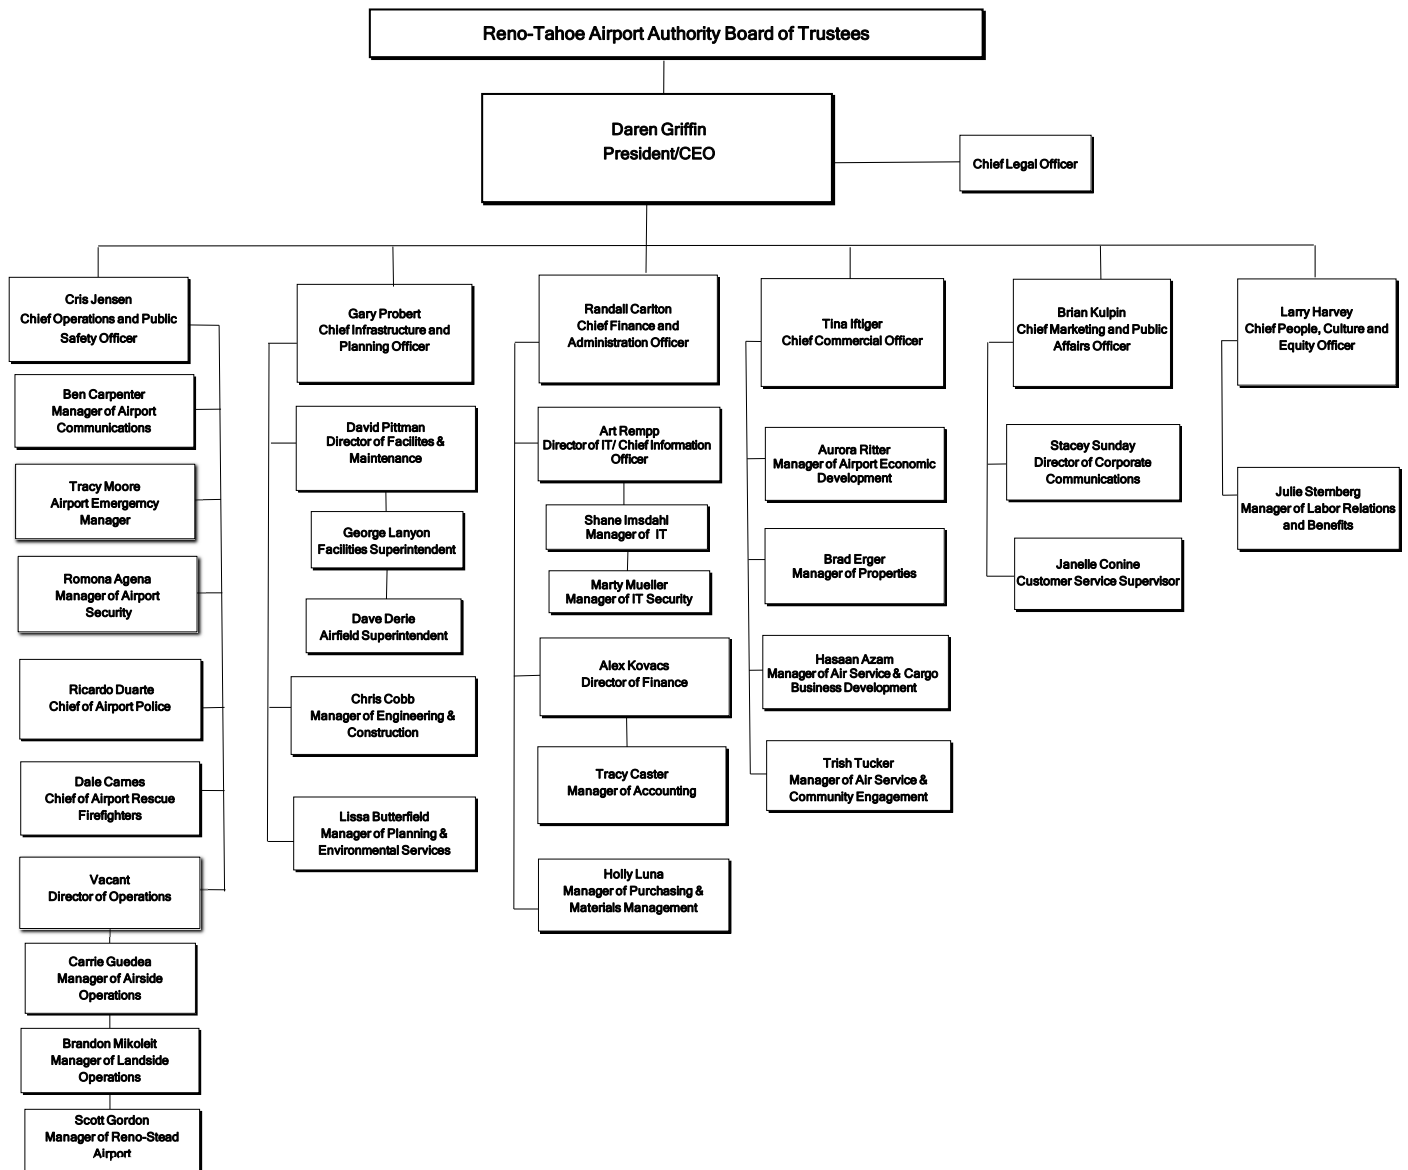 Reno-Tahoe Airport Authority Board of Trustees
Daren Griffin
President/CEO
Chief Legal Officer
Cris Jensen
Chief Operations and Public
Safety Officer
Ben Carpenter
Manager of Airport
Communications
Tracy Moore
Airport Emergerncy
Manager
Romona Agena
Manager of Airport
Security
Ricardo Duarte
Chief of Airport Police
Dale Carnes
Chief of Airport Rescue
Firefighters
Vacant
Director of Operations
Carrie Guedea
Manager of Airside
Operations
Brandon Mikoleit
Manager of Landside
Operations
Scott Gordon
Manager of Reno-Stead
Airport
Gary Probert
Chief Infrastructure and
Planning Officer
David Pittman
Director of Facilites &
Maintenance
George Lanyon
Facilities Superintendent
Dave Derie
Airfield Superintendent
Chris Cobb
Manager of Engineering &
Construction
Lissa Butterfield
Manager of Planning &
Environmental Services
Randall Carlton
Chief Finance and
Administration Officer
Art Rempp
Director of IT/ Chief Information
Officer
Shane Imsdahl
Manager of IT
Marty Mueller
Manager of IT Security
Alex Kovacs
Director of Finance
Tracy Caster
Manager of Accounting
Holly Luna
Manager of Purchasing &
Materials Management
Tina Iftiger
Chief Commercial Officer
Aurora Ritter
Manager of Airport Economic
Development
Brad Erger
Manager of Properties
Hasaan Azam
Manager of Air Service & Cargo
Business Development
Trish Tucker
Manager of Air Service &
Community Engagement
Brian Kulpin
Chief Marketing and Public
Affairs Officer
Stacey Sunday
Director of Corporate
Communications
Janelle Conine
Customer Service Supervisor
Larry Harvey
Chief People, Culture and
Equity Officer
Julie Sternberg
Manager of Labor Relations
and Benefits